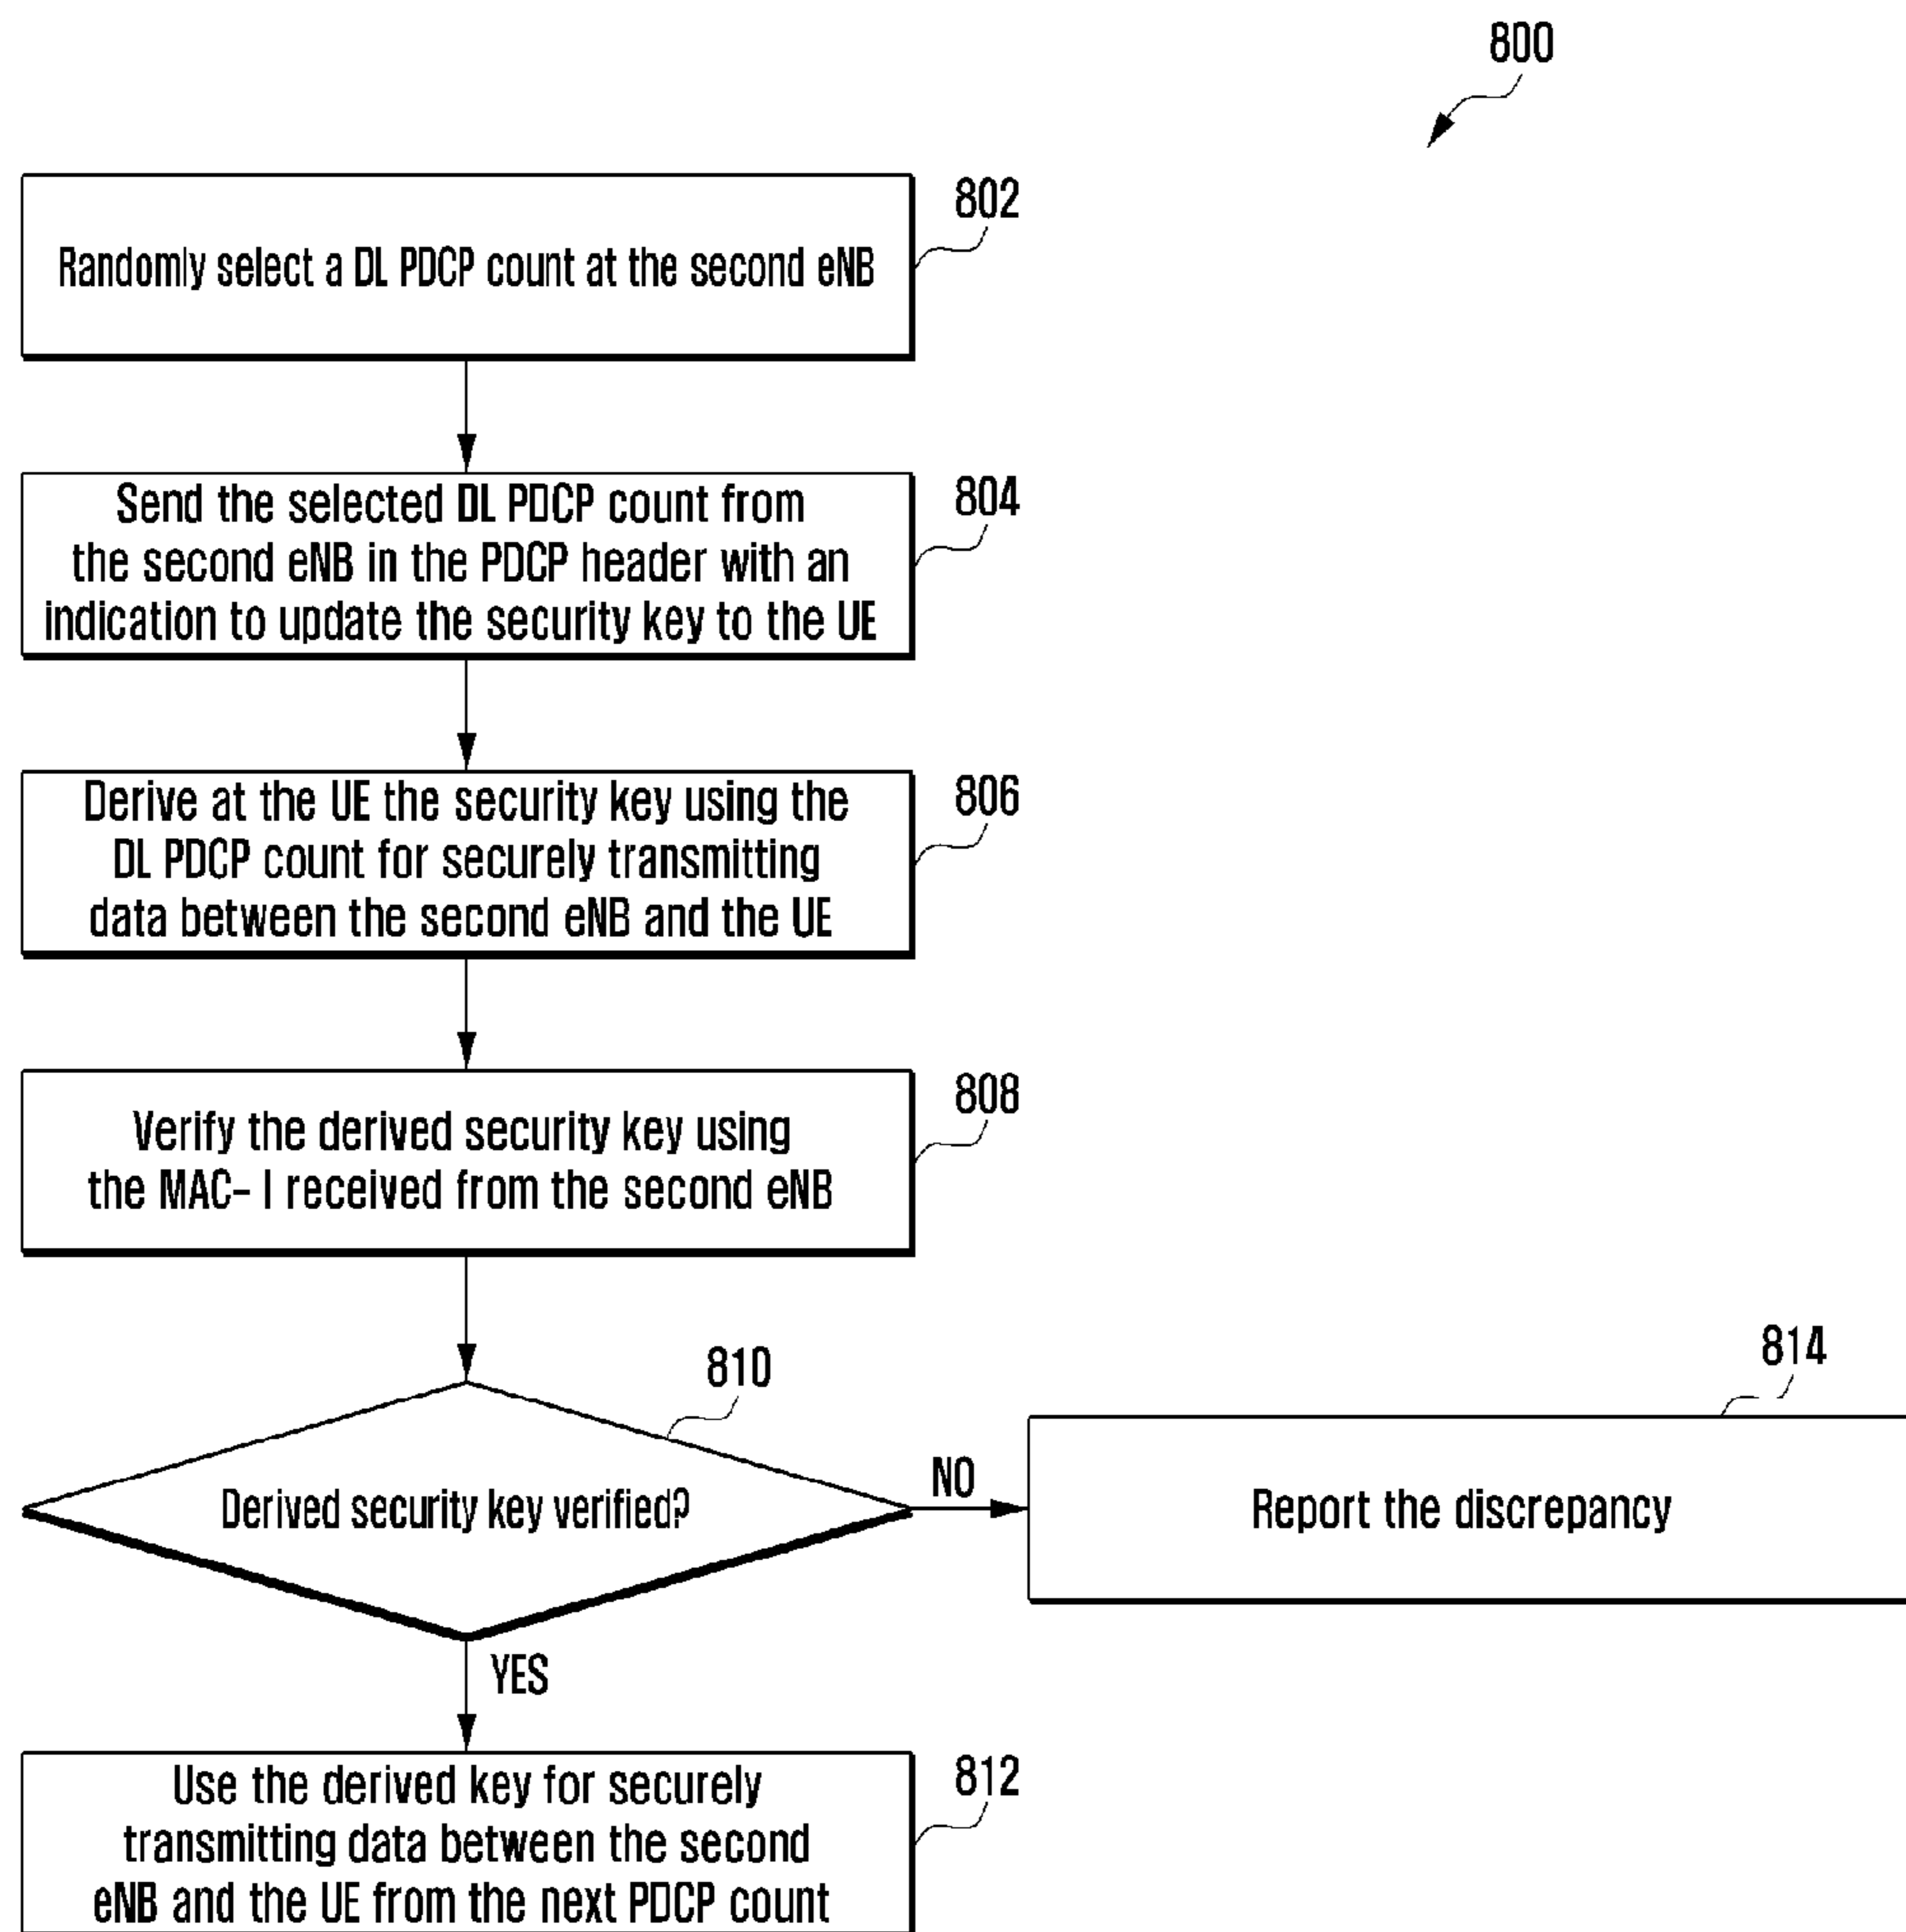 800
802
Randomly select a DL PDCP count at the second eNB
804
Send the selected DL PDCP count from
the second eNB in the PDCP header with an
indication to update the security key to the UE
806
Derive at the UE the security key using the
DL PDCP count for securely transmitting
data between the second eNB and the UE
808
Verify the derived security key using
the MAC- I received from the second eNB
810
Derived security key verified?
NO
814
Report the discrepancy
YES
812
Use the derived key for securely
transmitting data between the second
eNB and the UE from the next PDCP count